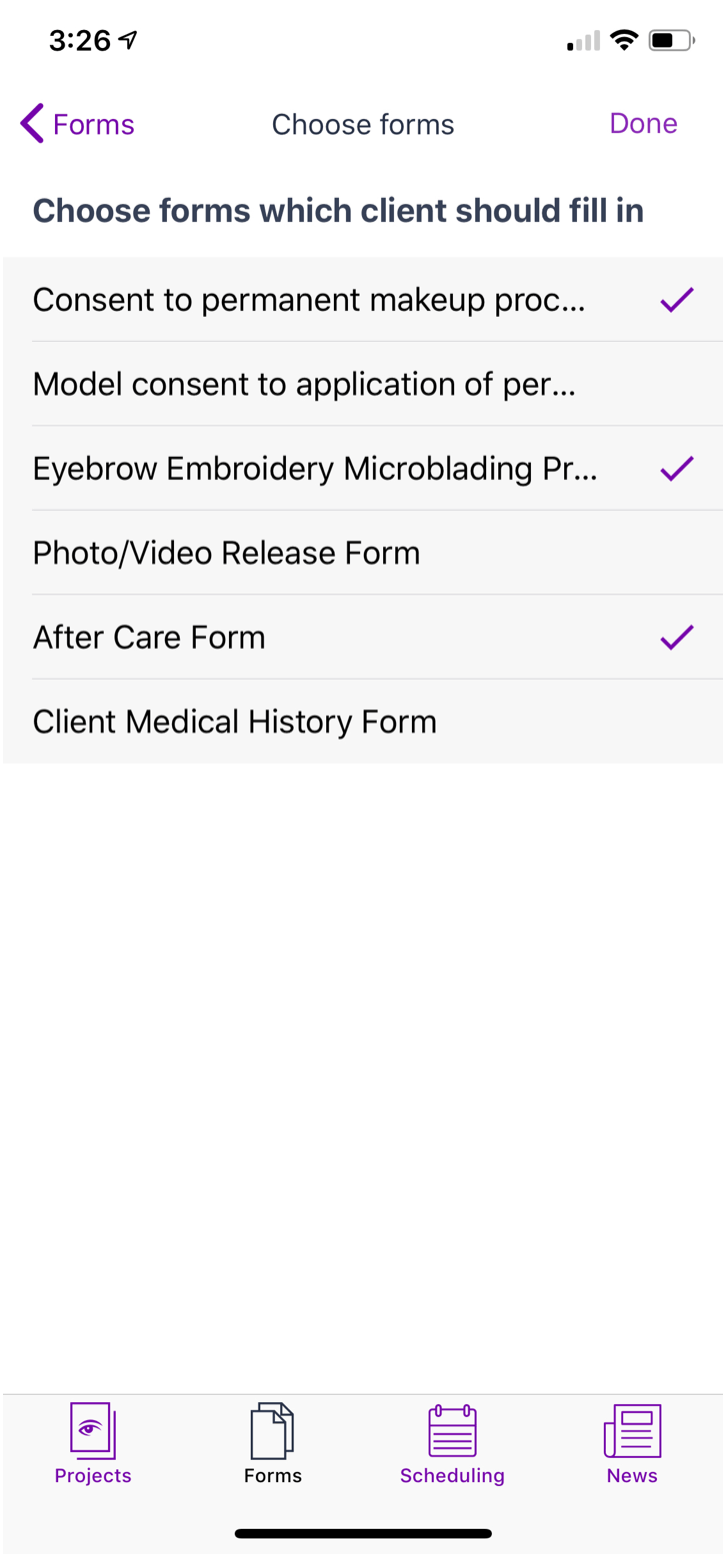 3:26
Forms
Choose forms
Done
Choose forms which client should fill in
Consent to permanent makeup proc...
Model consent to application of per...
Eyebrow Embroidery Microblading Pr...
Photo/Video Release Form
After Care Form
Client Medical History Form
Projects
Forms
Scheduling
News